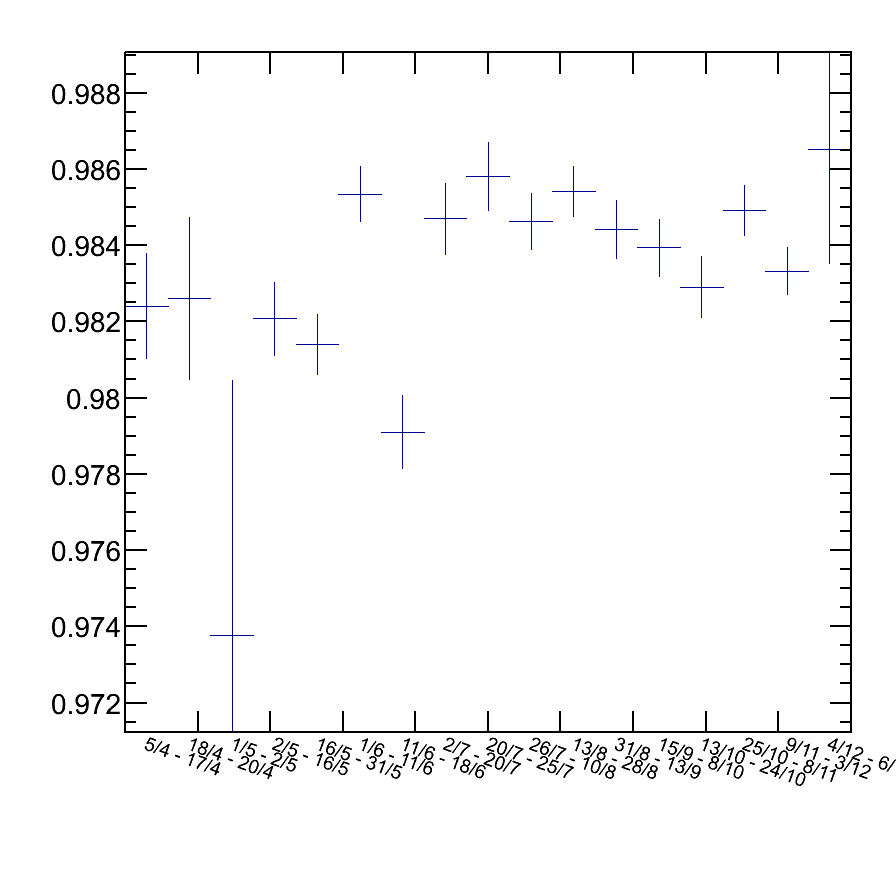 0.988
0.986
0.984
0.982
0.98
0.978
0.976
0.974
0.972
5/4 - 17/4
18/4 - 20/4
1/5 - 2/5
2/5 - 16/5
16/5 - 31/5
1/6 - 11/6
11/6 - 18/6
2/7 - 20/7
20/7 - 25/7
26/7 - 10/8
13/8 - 28/8
31/8 - 13/9
15/9 - 8/10
13/10 - 24/10
25/10 - 8/11
9/11 - 3/12
4/12 - 6/